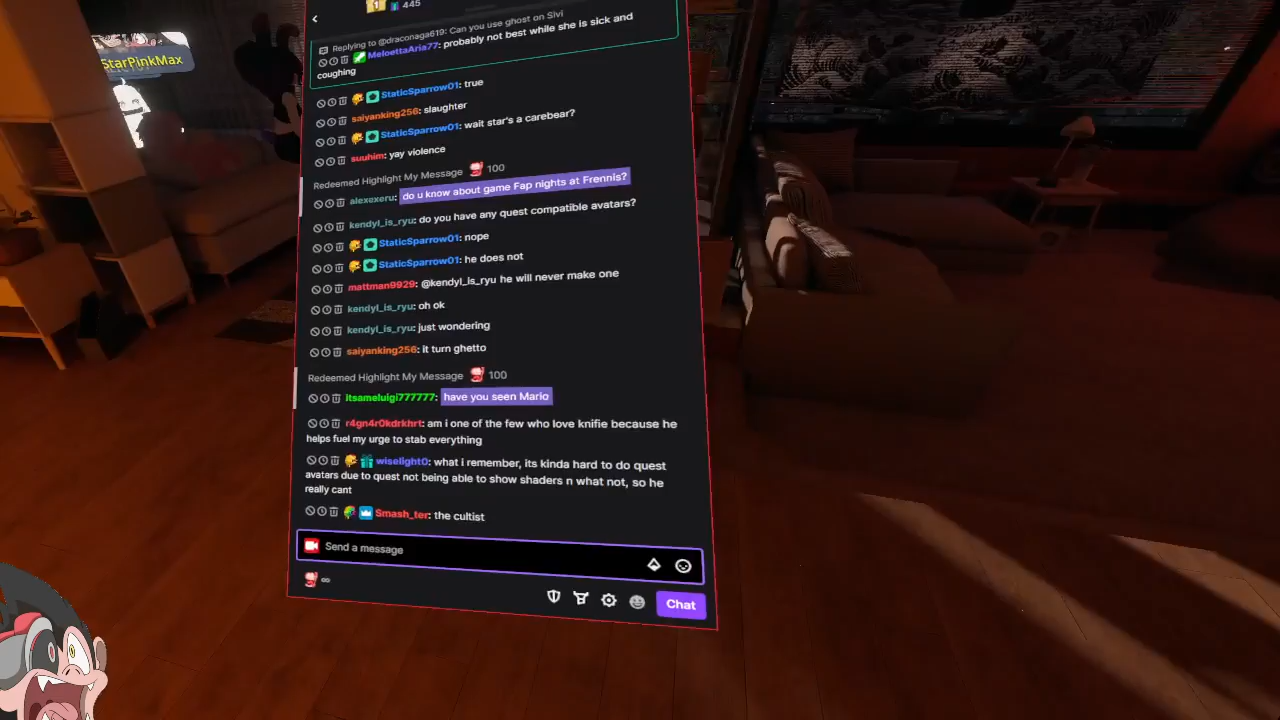 StarPinkMax
1 445
Replying to @draconaga619: Can you use ghost on Sivi
MeloettaAria77: probably not best while she is sick and
coughing
StaticSparrow01: true
saiyanking256: slaughter
StaticSparrow01: wait star's a carebear?
suuhim: yay violence
Redeemed Highlight My Message 100
alexexeru: do u know about game Fap nights at Frennis?
kendyl_is_ryu: do you have any quest compatible avatars?
StaticSparrow01: nope
StaticSparrow01: he does not
mattman9929: @kendyl_is_ryu he will never make one
kendyl_is_ryu: oh ok
kendyl_is_ryu: just wondering
saiyanking256: it turn ghetto
Redeemed Highlight My Message 100
itsameluigi777777: have you seen Mario
r4gn4r0kdrkhrt: am i one of the few who love knifie because he
helps fuel my urge to stab everything
wiselight0: what i remember, its kinda hard to do quest
avatars due to quest not being able to show shaders n what not, so he
really cant
Smash_ter: the cultist
Send a message
∞
Chat